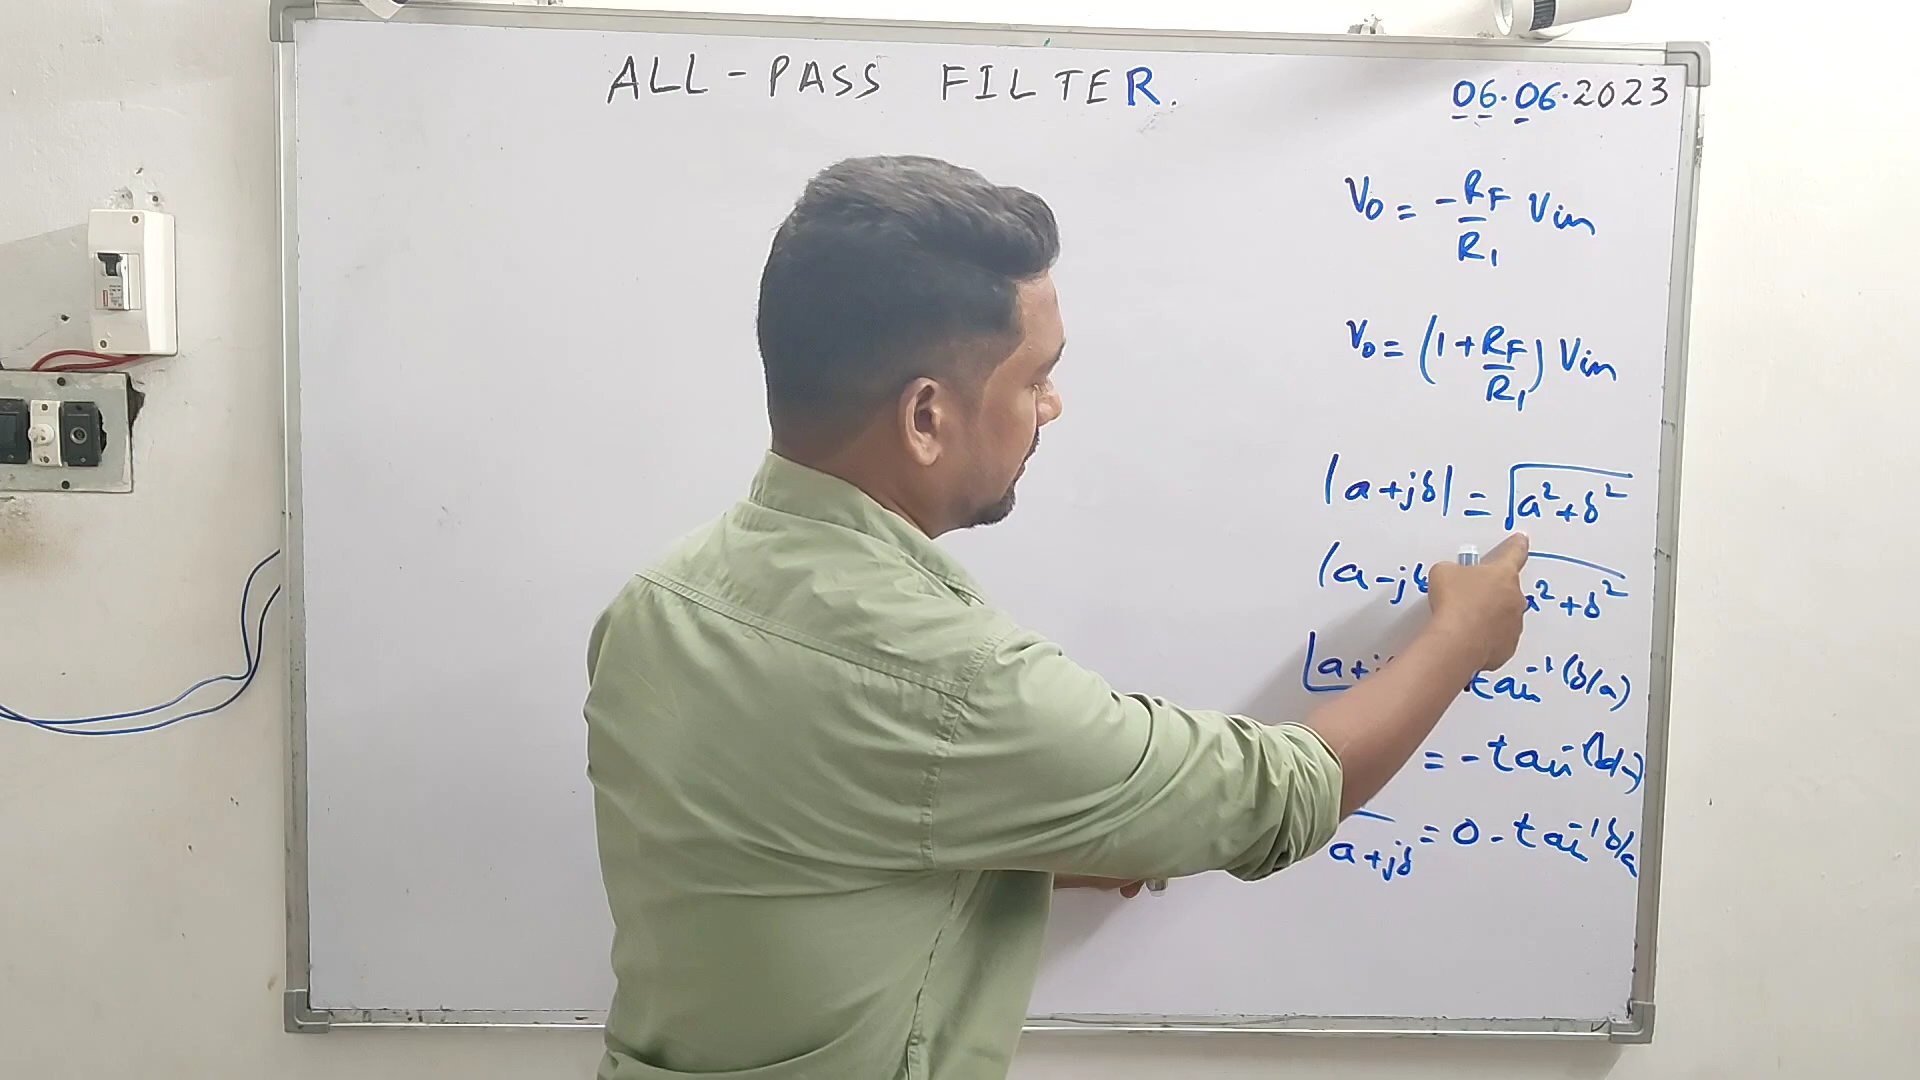 ALL-PASS FILTER.
06.06.2023
Vo = -RF/R1 Vin
Vo = (1 + RF/R1) Vin
|a+jb| = √a²+b²
|a-jb a²+b²
∠a+j tan⁻¹(b/a)
= -tan⁻¹(b/a)
a+jb = 0 - tan⁻¹ b/a